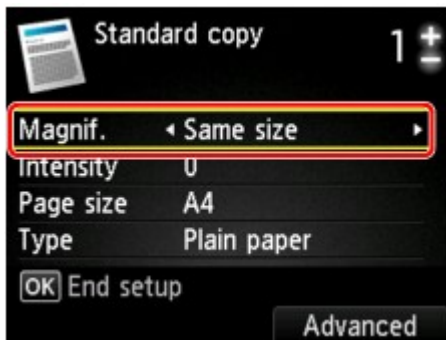 Standard copy
1
Magnif. Same size
Intensity 0
Page size A4
Type Plain paper
OK End setup
Advanced